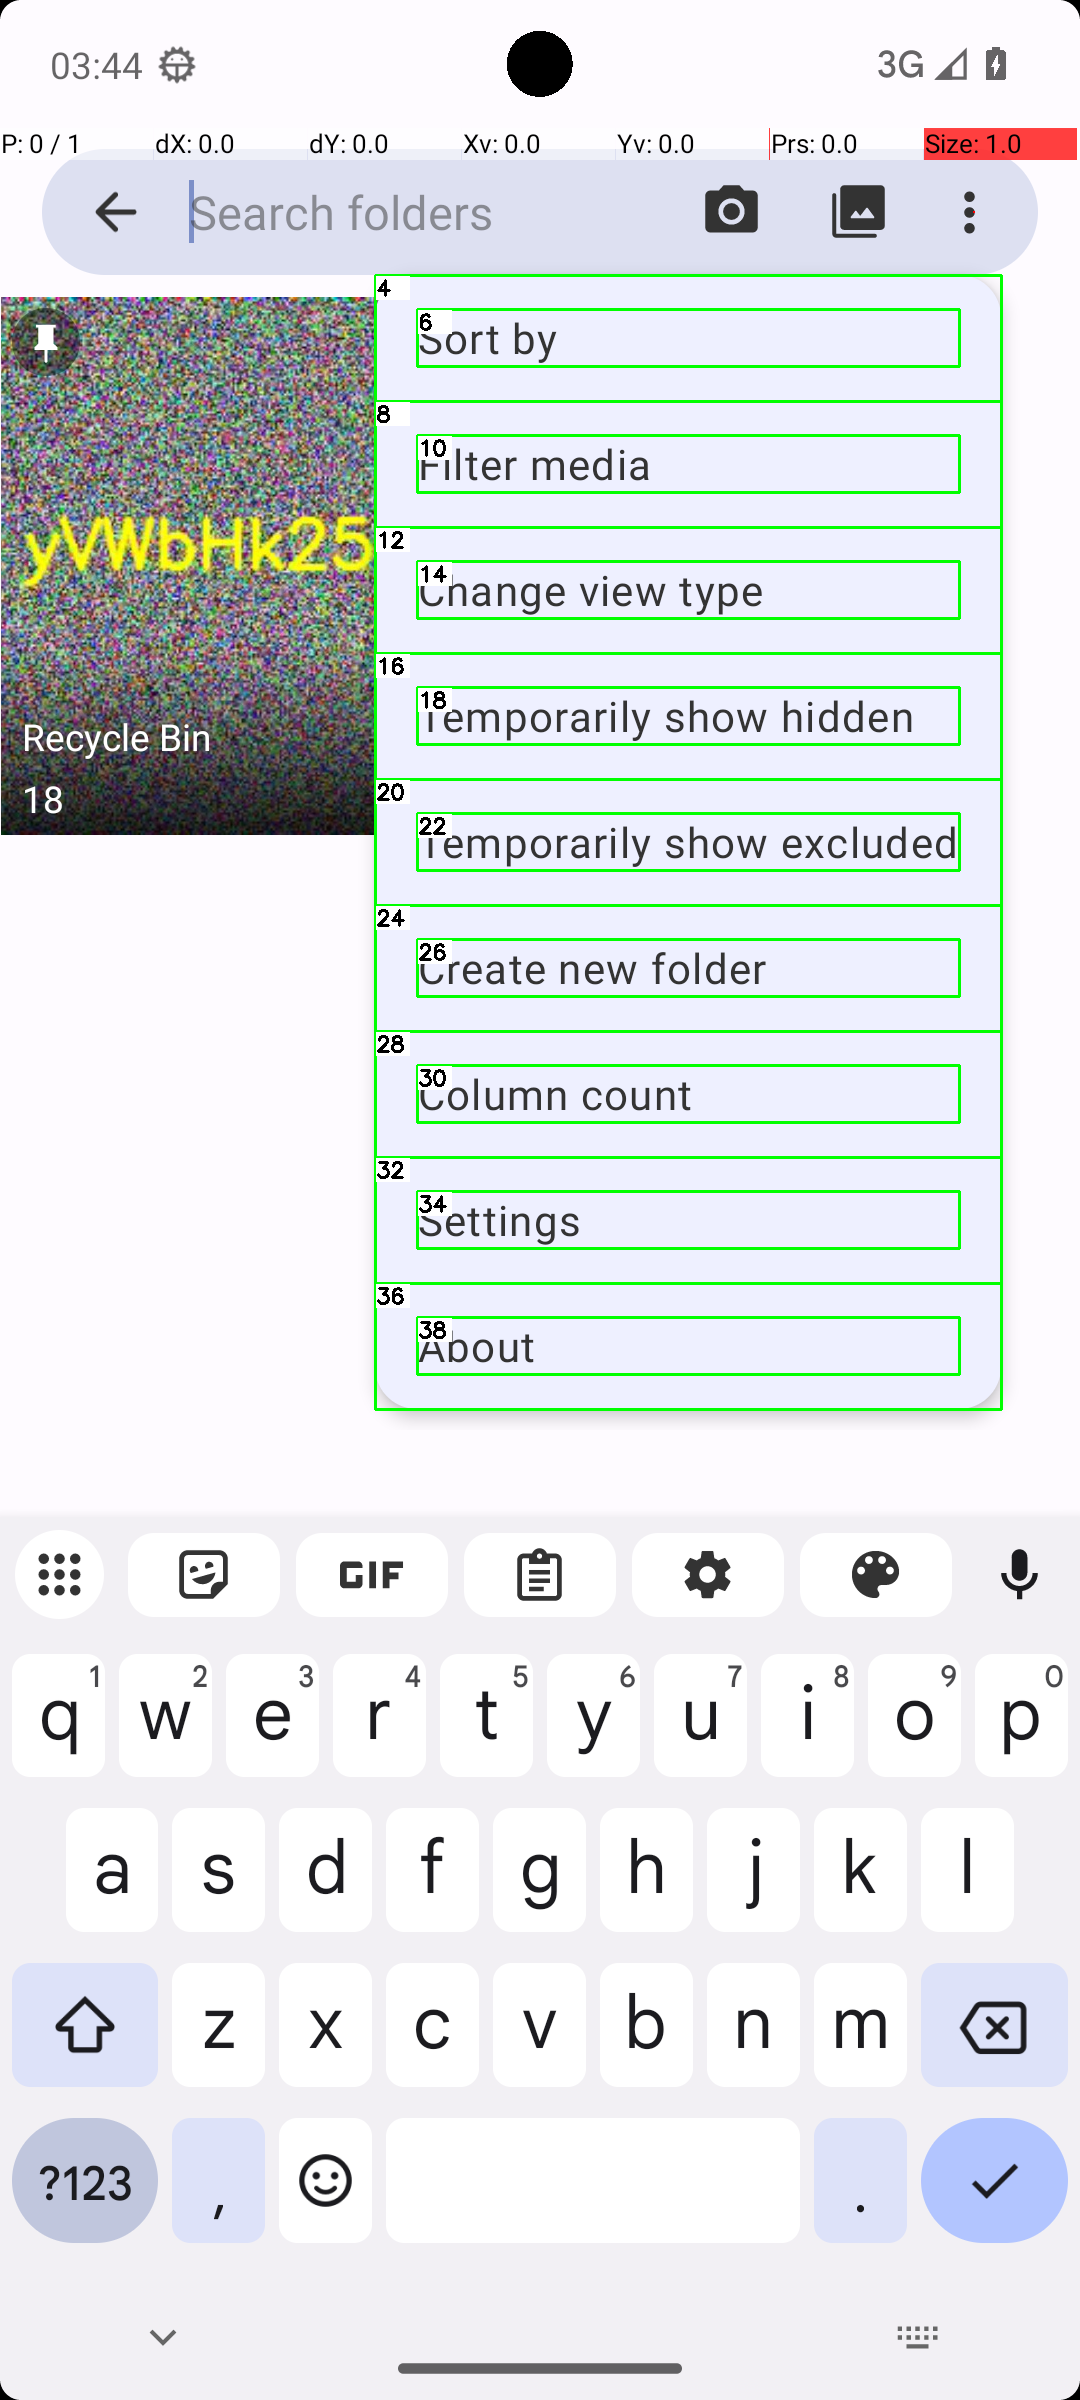 03:44
3G
P: 0 / 1
dX: 0.0
dY: 0.0
Xv: 0.0
Yv: 0.0
Prs: 0.0
Size: 1.0
Search folders
4
6
Sort by
8
10
Filter media
12
14
Change view type
16
18
Temporarily show hidden
20
22
Temporarily show excluded
24
26
Create new folder
28
30
Column count
32
34
Settings
36
38
About
yVWbHk25
Recycle Bin
18
GIF
q 1 w 2 e 3 r 4 t 5 y 6 u 7 i 8 o 9 p 0
a s d f g h j k l
z x c v b n m
?123 , .